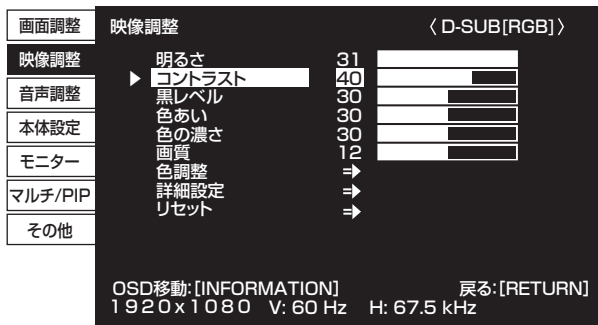 画面調整
映像調整
音声調整
本体設定
モニター
マルチ/PIP
その他
映像調整 〈 D-SUB[RGB] 〉
明るさ 31
コントラスト 40
黒レベル 30
色あい 30
色の濃さ 30
画質 12
色調整
詳細設定
リセット
OSD移動:[INFORMATION] 戻る:[RETURN]
1920x1080 V: 60 Hz H: 67.5 kHz